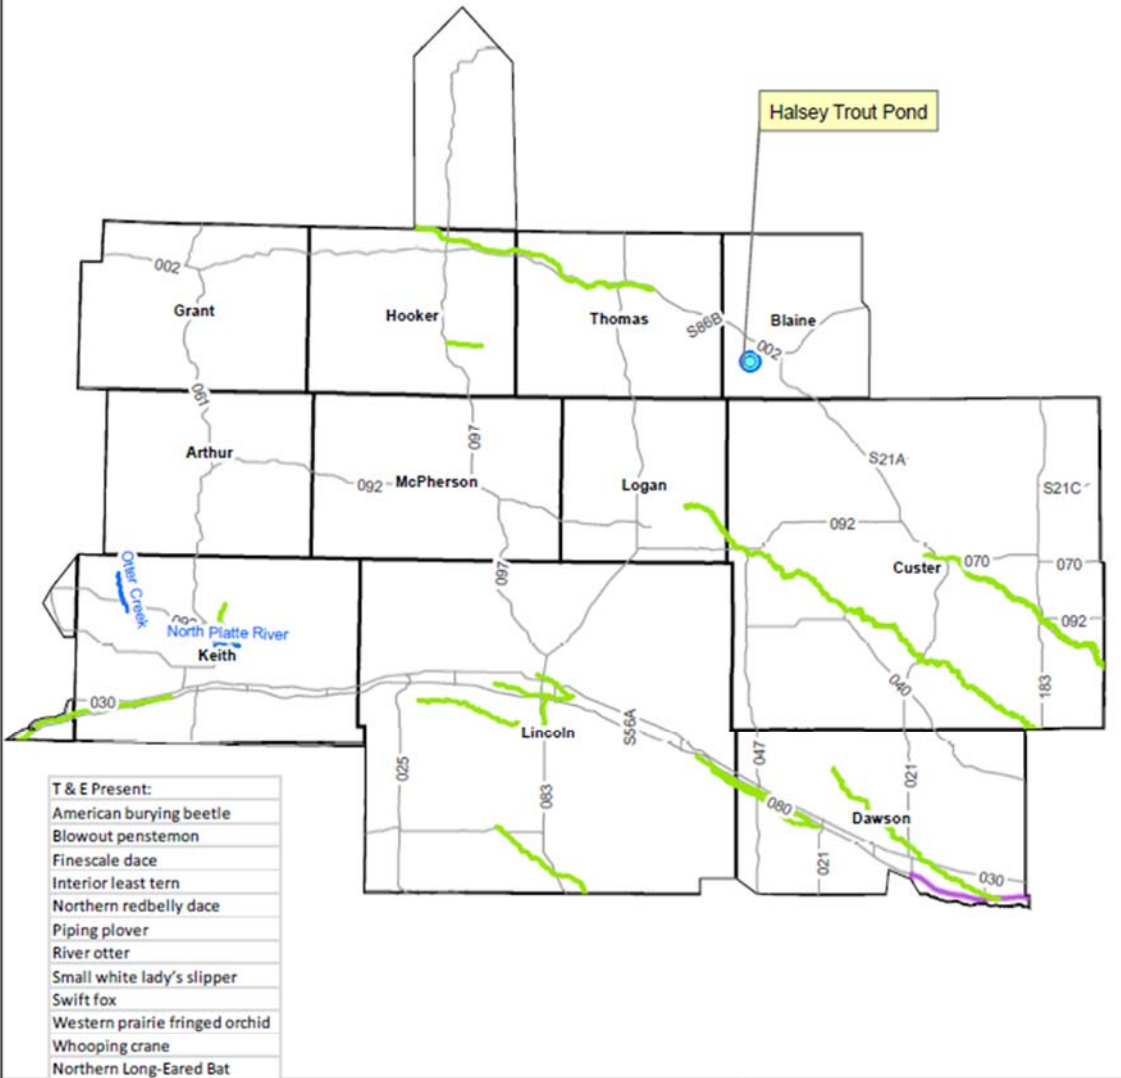 Halsey Trout Pond
002
Grant
Hooker
Thomas
S86B
Blaine
002
061
Arthur
097
092
McPherson
Logan
S21A
S21C
092
Custer
070
070
Otter Creek
097
092
North Platte River
Keith
040
183
030
Lincoln
S56A
025
083
047
021
080
Dawson
021
030
T & E Present:
American burying beetle
Blowout penstemon
Finescale dace
Interior least tern
Northern redbelly dace
Piping plover
River otter
Small white lady's slipper
Swift fox
Western prairie fringed orchid
Whooping crane
Northern Long-Eared Bat